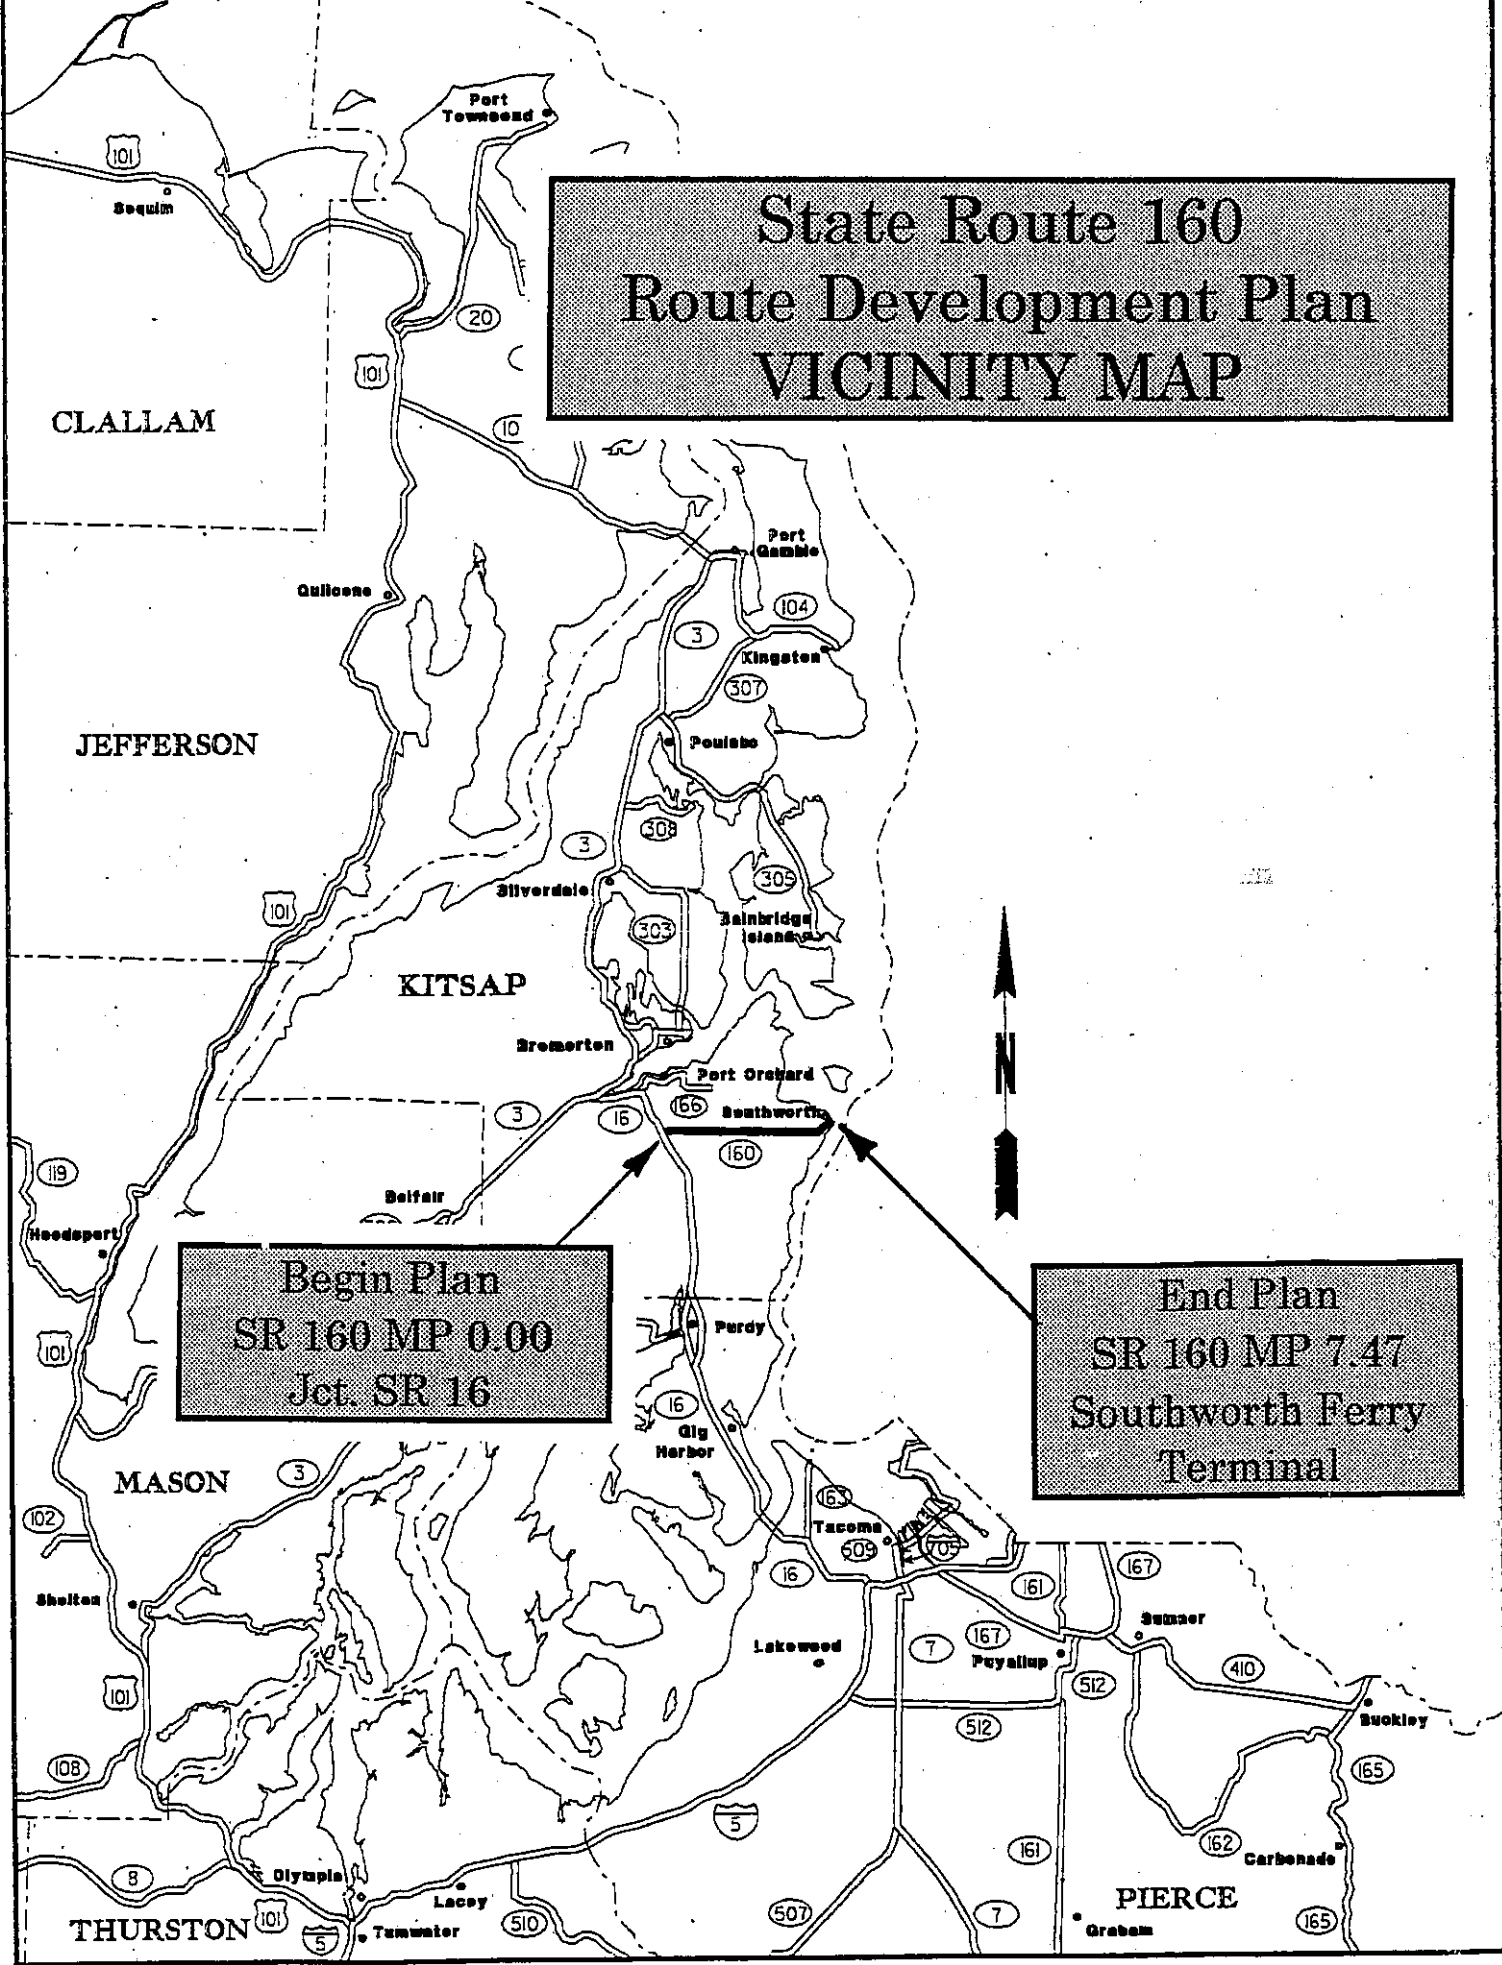 Port
Townsend
101
Sequim
State Route 160
Route Development Plan
VICINITY MAP
20
101
CLALLAM
10
Port
Gamble
Quilcene
104
3
Kingston
307
JEFFERSON
Poulsbo
308
3
305
Silverdale
101
Bainbridge
Island
303
KITSAP
N
Bremerton
Port Orchard
166
Southworth
3
16
160
119
Belfair
Hoodsport
Begin Plan
SR 160 MP 0.00
Jct. SR 16
End Plan
SR 160 MP 7.47
Southworth Ferry
Terminal
Purdy
101
16
Gig
Harbor
MASON
3
163
102
Tacoma
509
705
16
161
167
Shelton
Sumner
Lakewood
7
167
Puyallup
410
101
512
512
Buckley
108
165
5
162
161
Carbonado
8
Olympia
Lacey
PIERCE
THURSTON
101
5
Tumwater
510
507
7
Graham
165